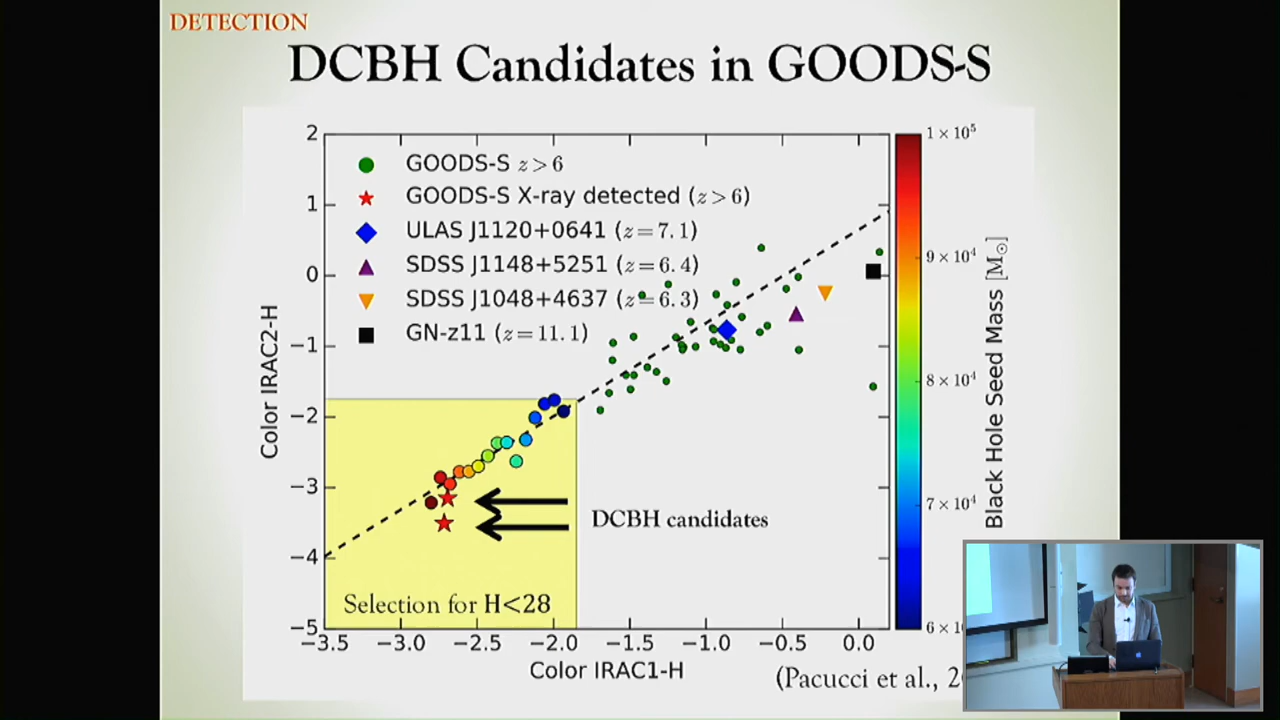 DETECTION
DCBH Candidates in GOODS-S
GOODS-S z > 6
GOODS-S X-ray detected (z > 6)
ULAS J1120+0641 (z = 7.1)
SDSS J1148+5251 (z = 6.4)
SDSS J1048+4637 (z = 6.3)
GN-z11 (z = 11.1)
2
1
0
−1
−2
−3
−4
−5
Color IRAC2-H
DCBH candidates
Selection for H<28
−3.5 −3.0 −2.5 −2.0 −1.5 −1.0 −0.5 0.0
Color IRAC1-H
1 × 10⁵
9 × 10⁴
8 × 10⁴
7 × 10⁴
Black Hole Seed Mass [M⊙]
(Pacucci et al.,